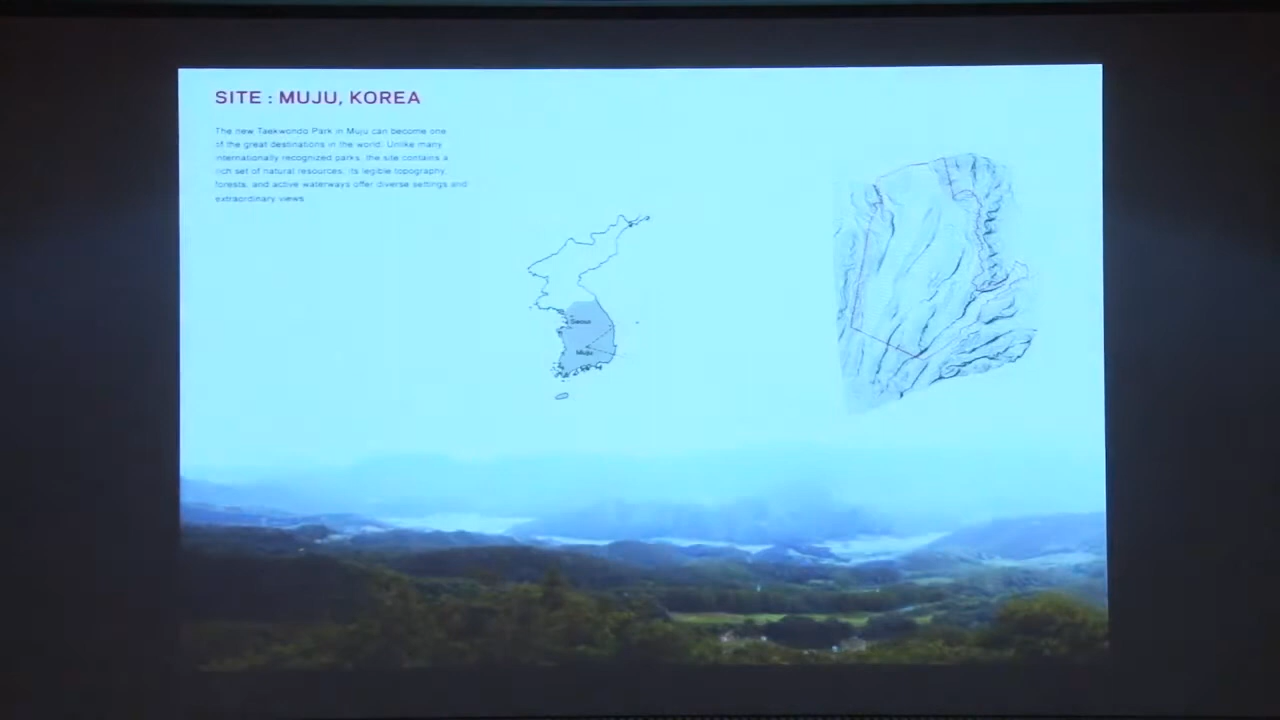 SITE : MUJU, KOREA
The new Taekwondo Park in Muju can become one
of the great destinations in the world. Unlike many
internationally recognized parks, the site contains a
rich set of natural resources; its legible topography,
forests, and active waterways offer diverse settings and
extraordinary views
Seoul
Muju